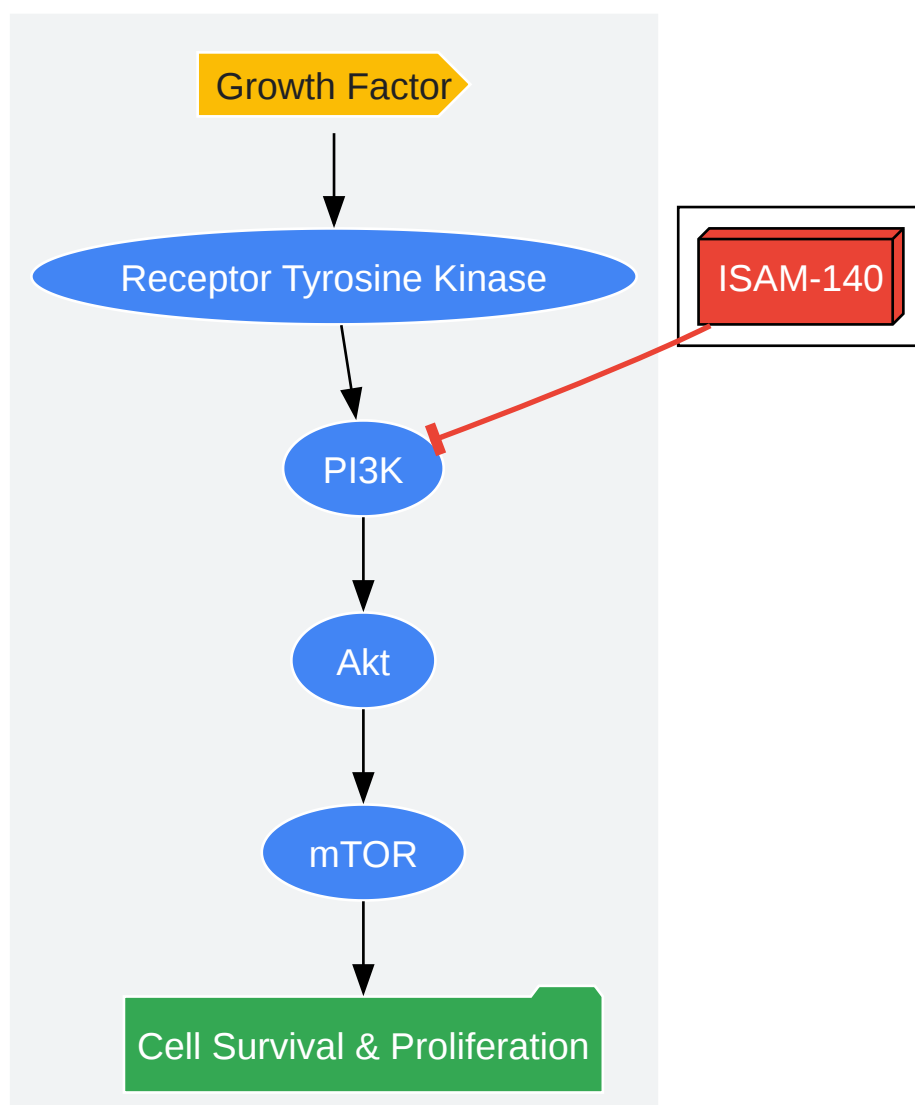 Growth Factor
Receptor Tyrosine Kinase
ISAM-140
PI3K
Akt
mTOR
Cell Survival & Proliferation